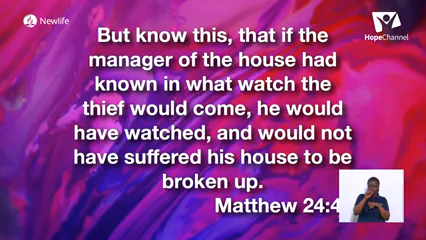 Newlife
HopeChannel
But know this, that if the
manager of the house had
known in what watch the
thief would come, he would
have watched, and would not
have suffered his house to be
broken up.
Matthew 24:4